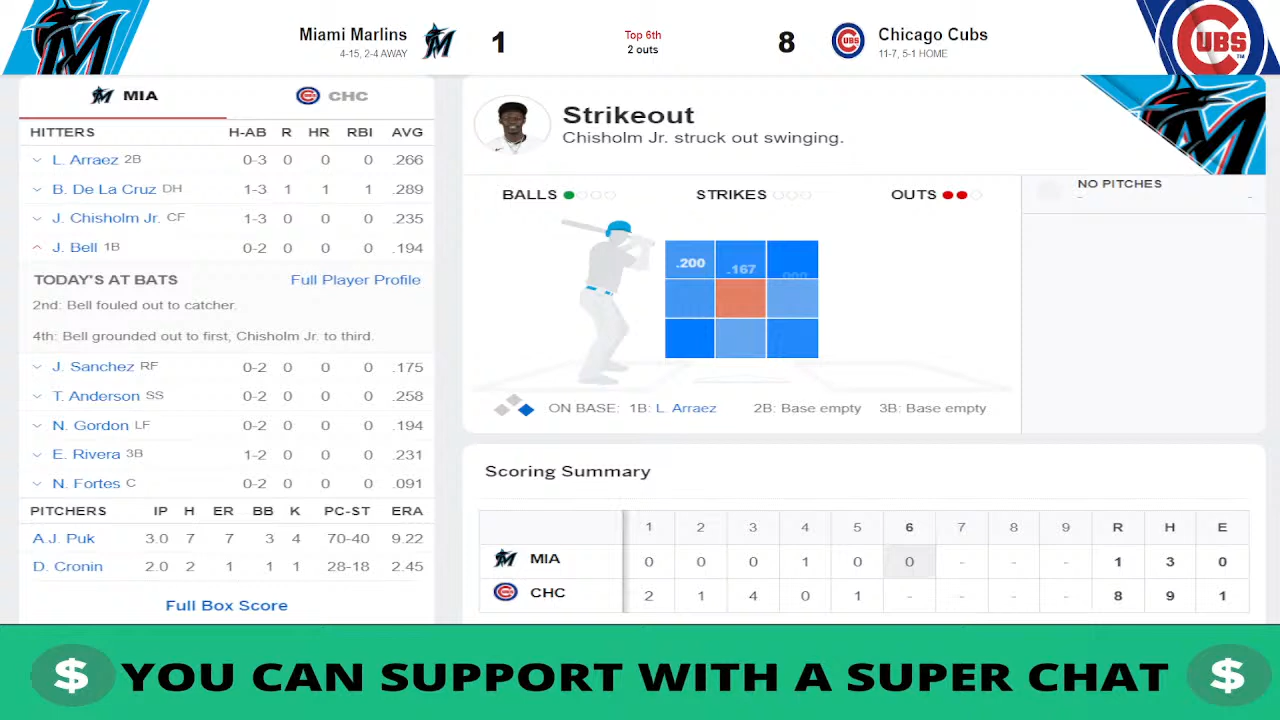 Miami Marlins
4-15, 2-4 AWAY
1
Top 6th
2 outs
8
Chicago Cubs
11-7, 5-1 HOME
UBS
MIA
CHC
HITTERS H-AB R HR RBI AVG
L. Arraez 2B 0-3 0 0 0 .266
B. De La Cruz DH 1-3 1 1 1 .289
J. Chisholm Jr. CF 1-3 0 0 0 .235
J. Bell 1B 0-2 0 0 0 .194
TODAY'S AT BATS Full Player Profile
2nd: Bell fouled out to catcher.
4th: Bell grounded out to first, Chisholm Jr. to third.
J. Sanchez RF 0-2 0 0 0 .175
T. Anderson SS 0-2 0 0 0 .258
N. Gordon LF 0-2 0 0 0 .194
E. Rivera 3B 1-2 0 0 0 .231
N. Fortes C 0-2 0 0 0 .091
PITCHERS IP H ER BB K PC-ST ERA
A.J. Puk 3.0 7 7 3 4 70-40 9.22
D. Cronin 2.0 2 1 1 1 28-18 2.45
Full Box Score
Strikeout
Chisholm Jr. struck out swinging.
BALLS STRIKES OUTS
.200 .167 .000
ON BASE: 1B: L. Arraez 2B: Base empty 3B: Base empty
NO PITCHES
- -
Scoring Summary
1 2 3 4 5 6 7 8 9 R H E
MIA 0 0 0 1 0 0 - - - 1 3 0
CHC 2 1 4 0 1 - - - - 8 9 1
$ YOU CAN SUPPORT WITH A SUPER CHAT $